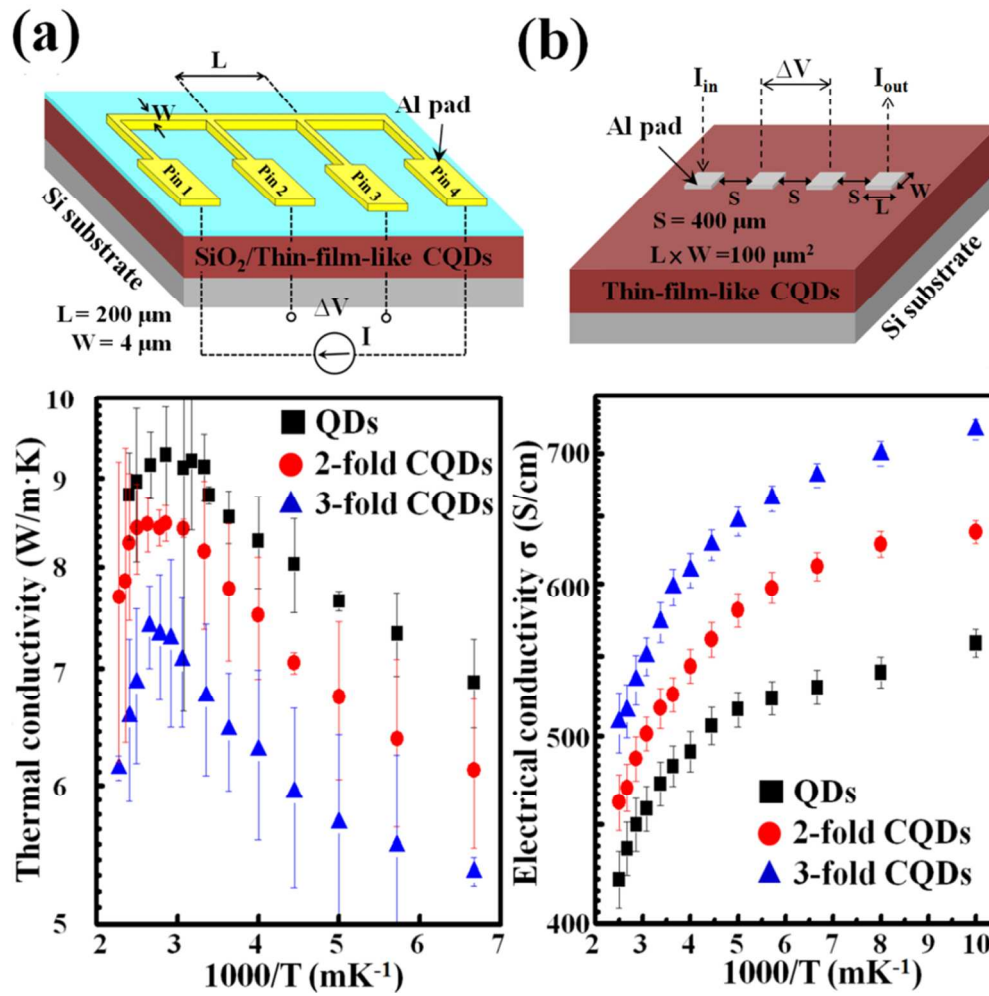 (a)
L
W
Al pad
Pin 1
Pin 2
Pin 3
Pin 4
Si substrate
SiO₂/Thin-film-like CQDs
L = 200 μm
W = 4 μm
ΔV
I
(b)
I_in
ΔV
I_out
Al pad
S
S
S
W
L
S = 400 μm
L × W =100 μm²
Thin-film-like CQDs
Si substrate
Thermal conductivity (W/m·K)
10
9
8
7
6
5
QDs
2-fold CQDs
3-fold CQDs
2 3 4 5 6 7
1000/T (mK⁻¹)
Electrical conductivity σ (S/cm)
700
600
500
400
QDs
2-fold CQDs
3-fold CQDs
2 3 4 5 6 7 8 9 10
1000/T (mK⁻¹)